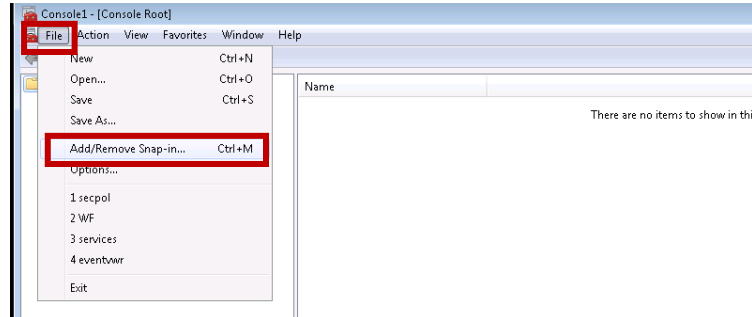 Console1 - [Console Root]
File Action View Favorites Window Help
New Ctrl+N
Open... Ctrl+O
Save Ctrl+S
Save As...
Add/Remove Snap-in... Ctrl+M
Options...
1 secpol
2 WF
3 services
4 eventvwr
Exit
Name
There are no items to show in thi